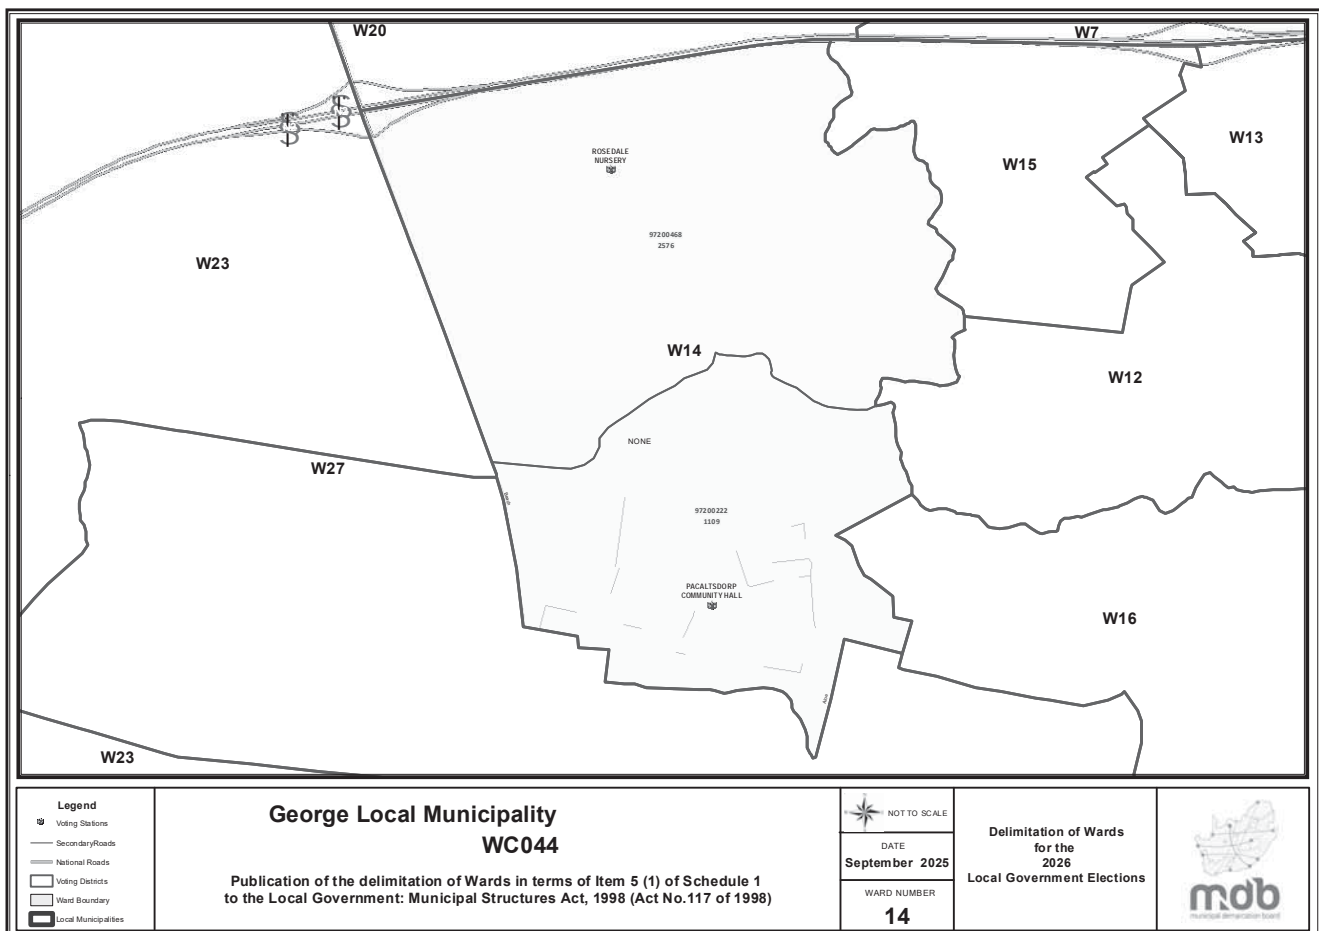 W20
W7
W13
W15
ROSEDALE
NURSERY
97200468
2576
W23
W14
W12
NONE
W27
97200222
1109
PACALTSDORP
COMMUNITY HALL
W16
W23
Legend
Voting Stations
SecondaryRoads
National Roads
Voting Districts
Ward Boundary
Local Municipalities
George Local Municipality
WC044
Publication of the delimitation of Wards in terms of Item 5 (1) of Schedule 1
to the Local Government: Municipal Structures Act, 1998 (Act No.117 of 1998)
NOT TO SCALE
DATE
September 2025
WARD NUMBER
14
Delimitation of Wards
for the
2026
Local Government Elections
mdb
municipal demarcation board